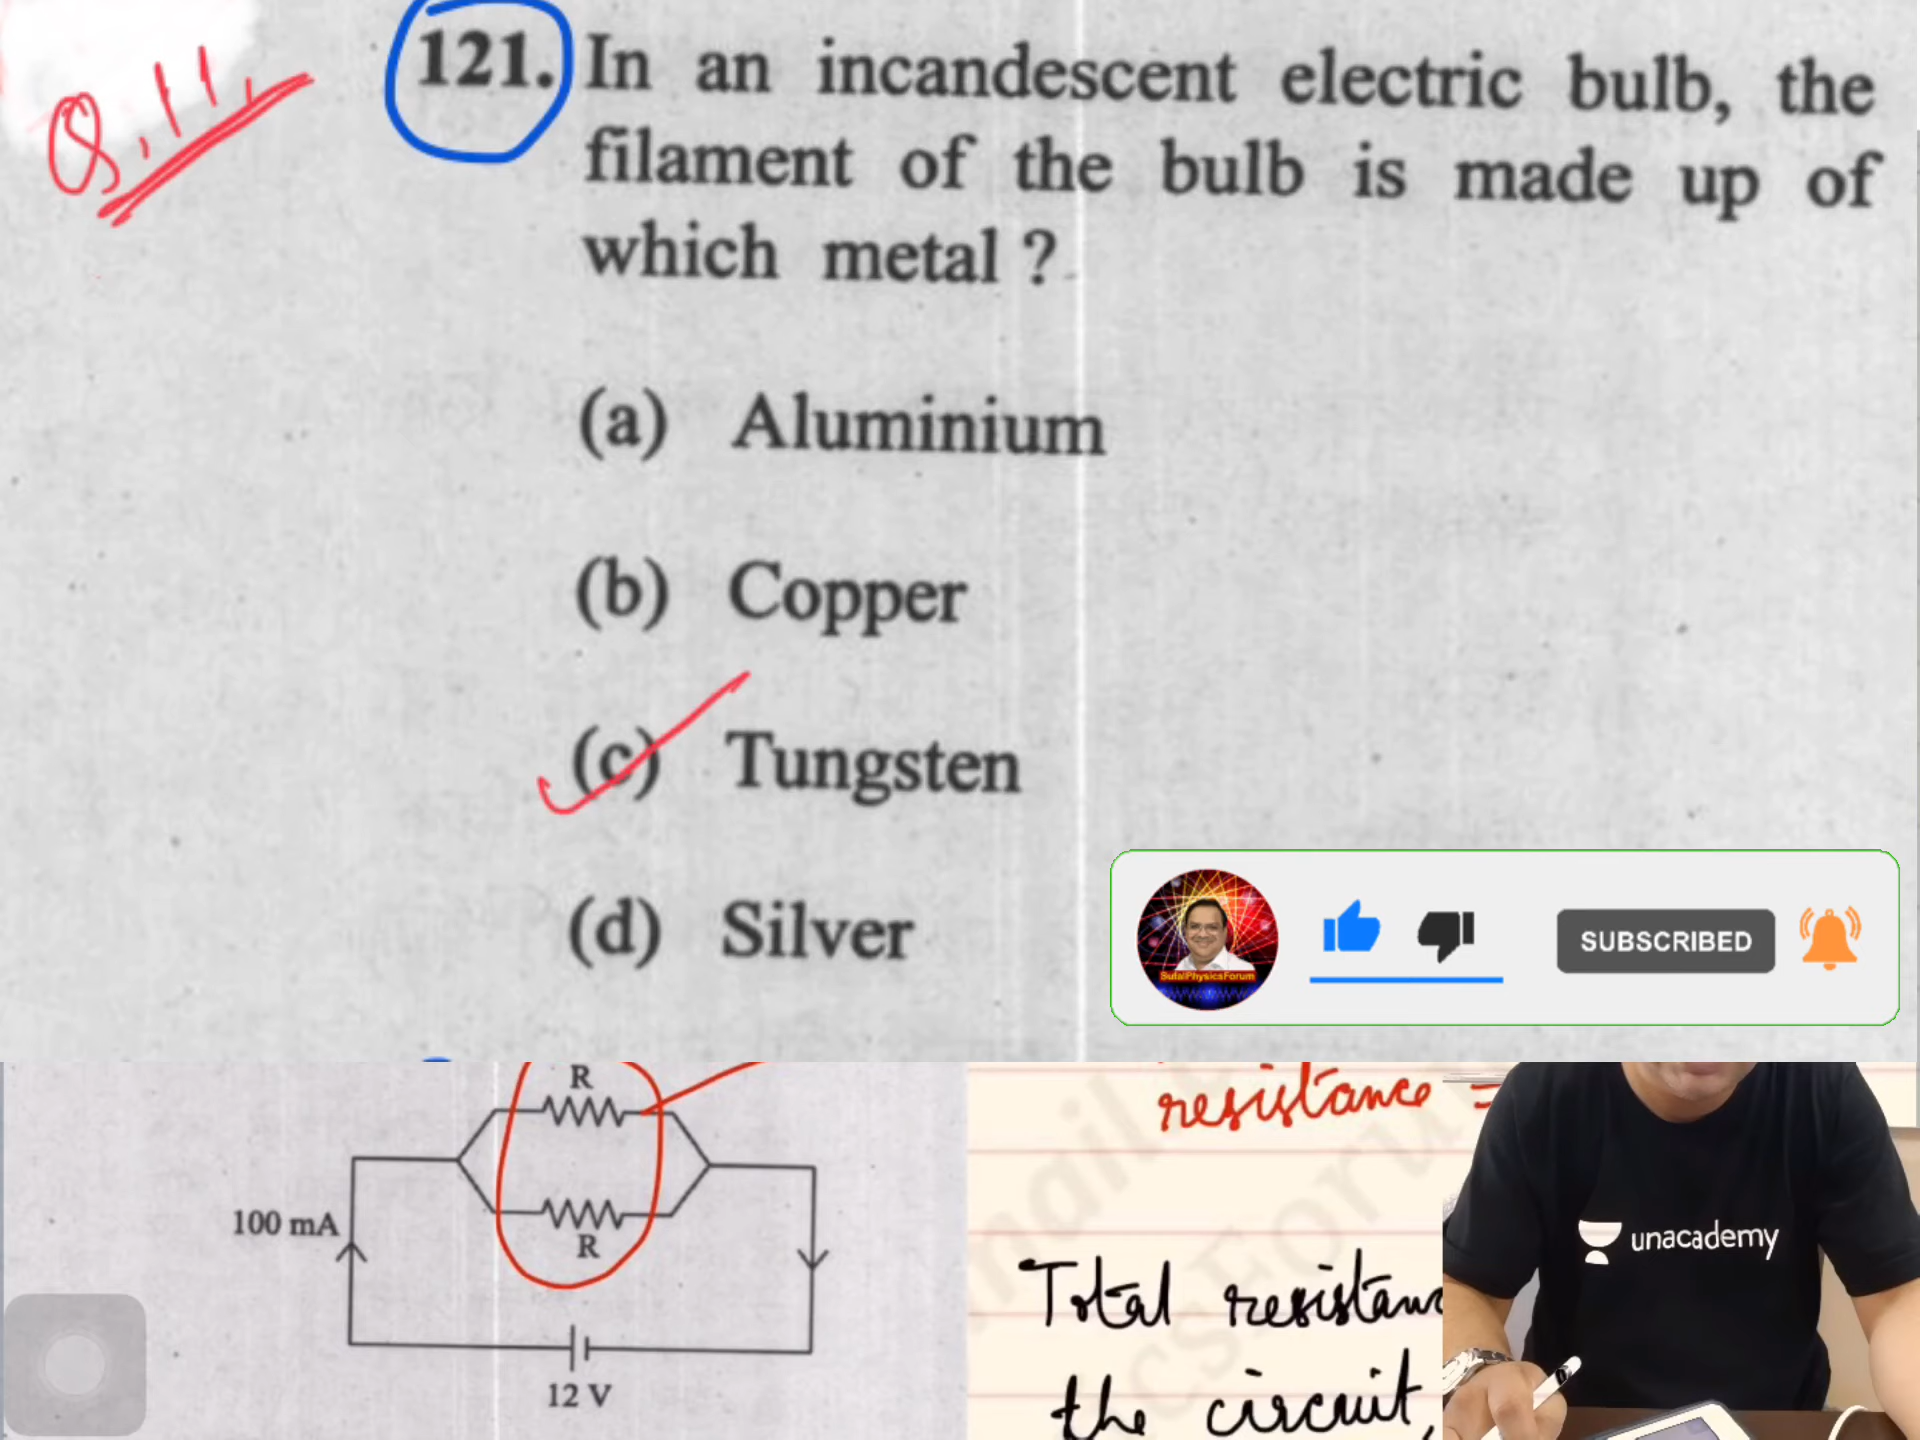 Q.11.
121. In an incandescent electric bulb, the
filament of the bulb is made up of
which metal ?
(a) Aluminium
(b) Copper
(c) Tungsten
(d) Silver
SufalPhysicsForum
SUBSCRIBED
R
100 mA
R
12 V
resistance =
Total
the circuit,
unacademy